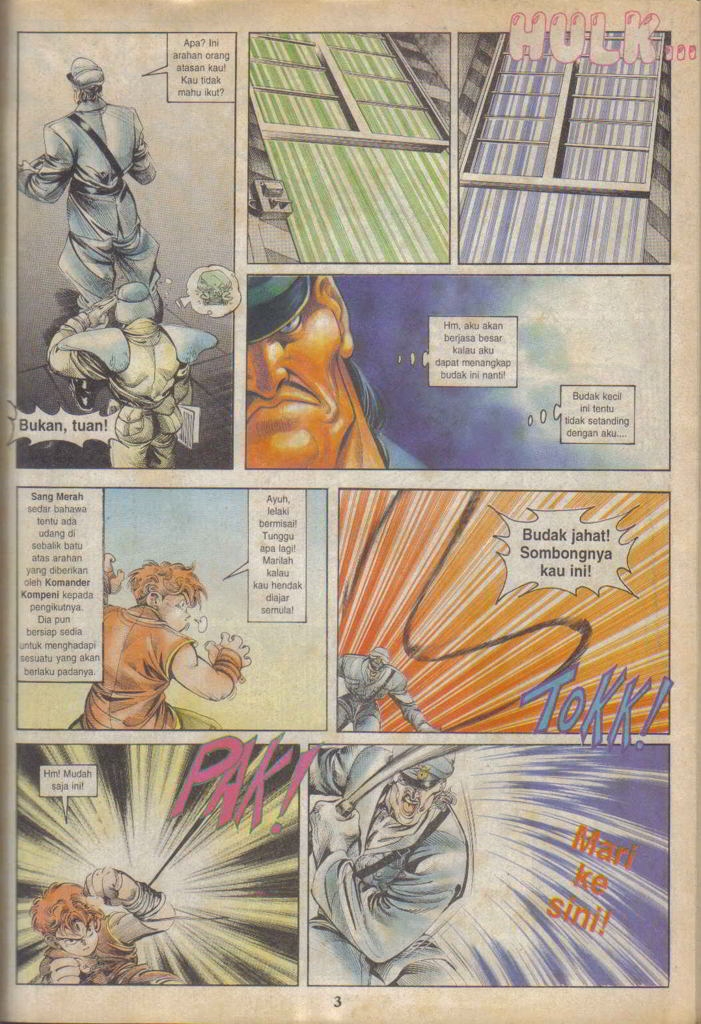 HULK...
Apa? Ini
arahan orang
atasan kau!
Kau tidak
mahu ikut?
Bukan, tuan!
Hm, aku akan
berjasa besar
kalau aku
dapat menangkap
budak ini nanti!
Budak kecil
ini tentu
tidak setanding
dengan aku....
Sang Merah
sedar bahawa
tentu ada
udang di
sebalik batu
atas arahan
yang diberikan
oleh Komander
Kompeni kepada
pengikutnya.
Dia pun
bersiap sedia
untuk menghadapi
sesuatu yang akan
berlaku padanya.
Ayuh,
lelaki
bermisai!
Tunggu
apa lagi!
Marilah
kalau
kau hendak
diajar
semula!
Budak jahat!
Sombongnya
kau ini!
TOKK!
Hm! Mudah
saja ini!
PAK!
Mari
ke
sini!
3